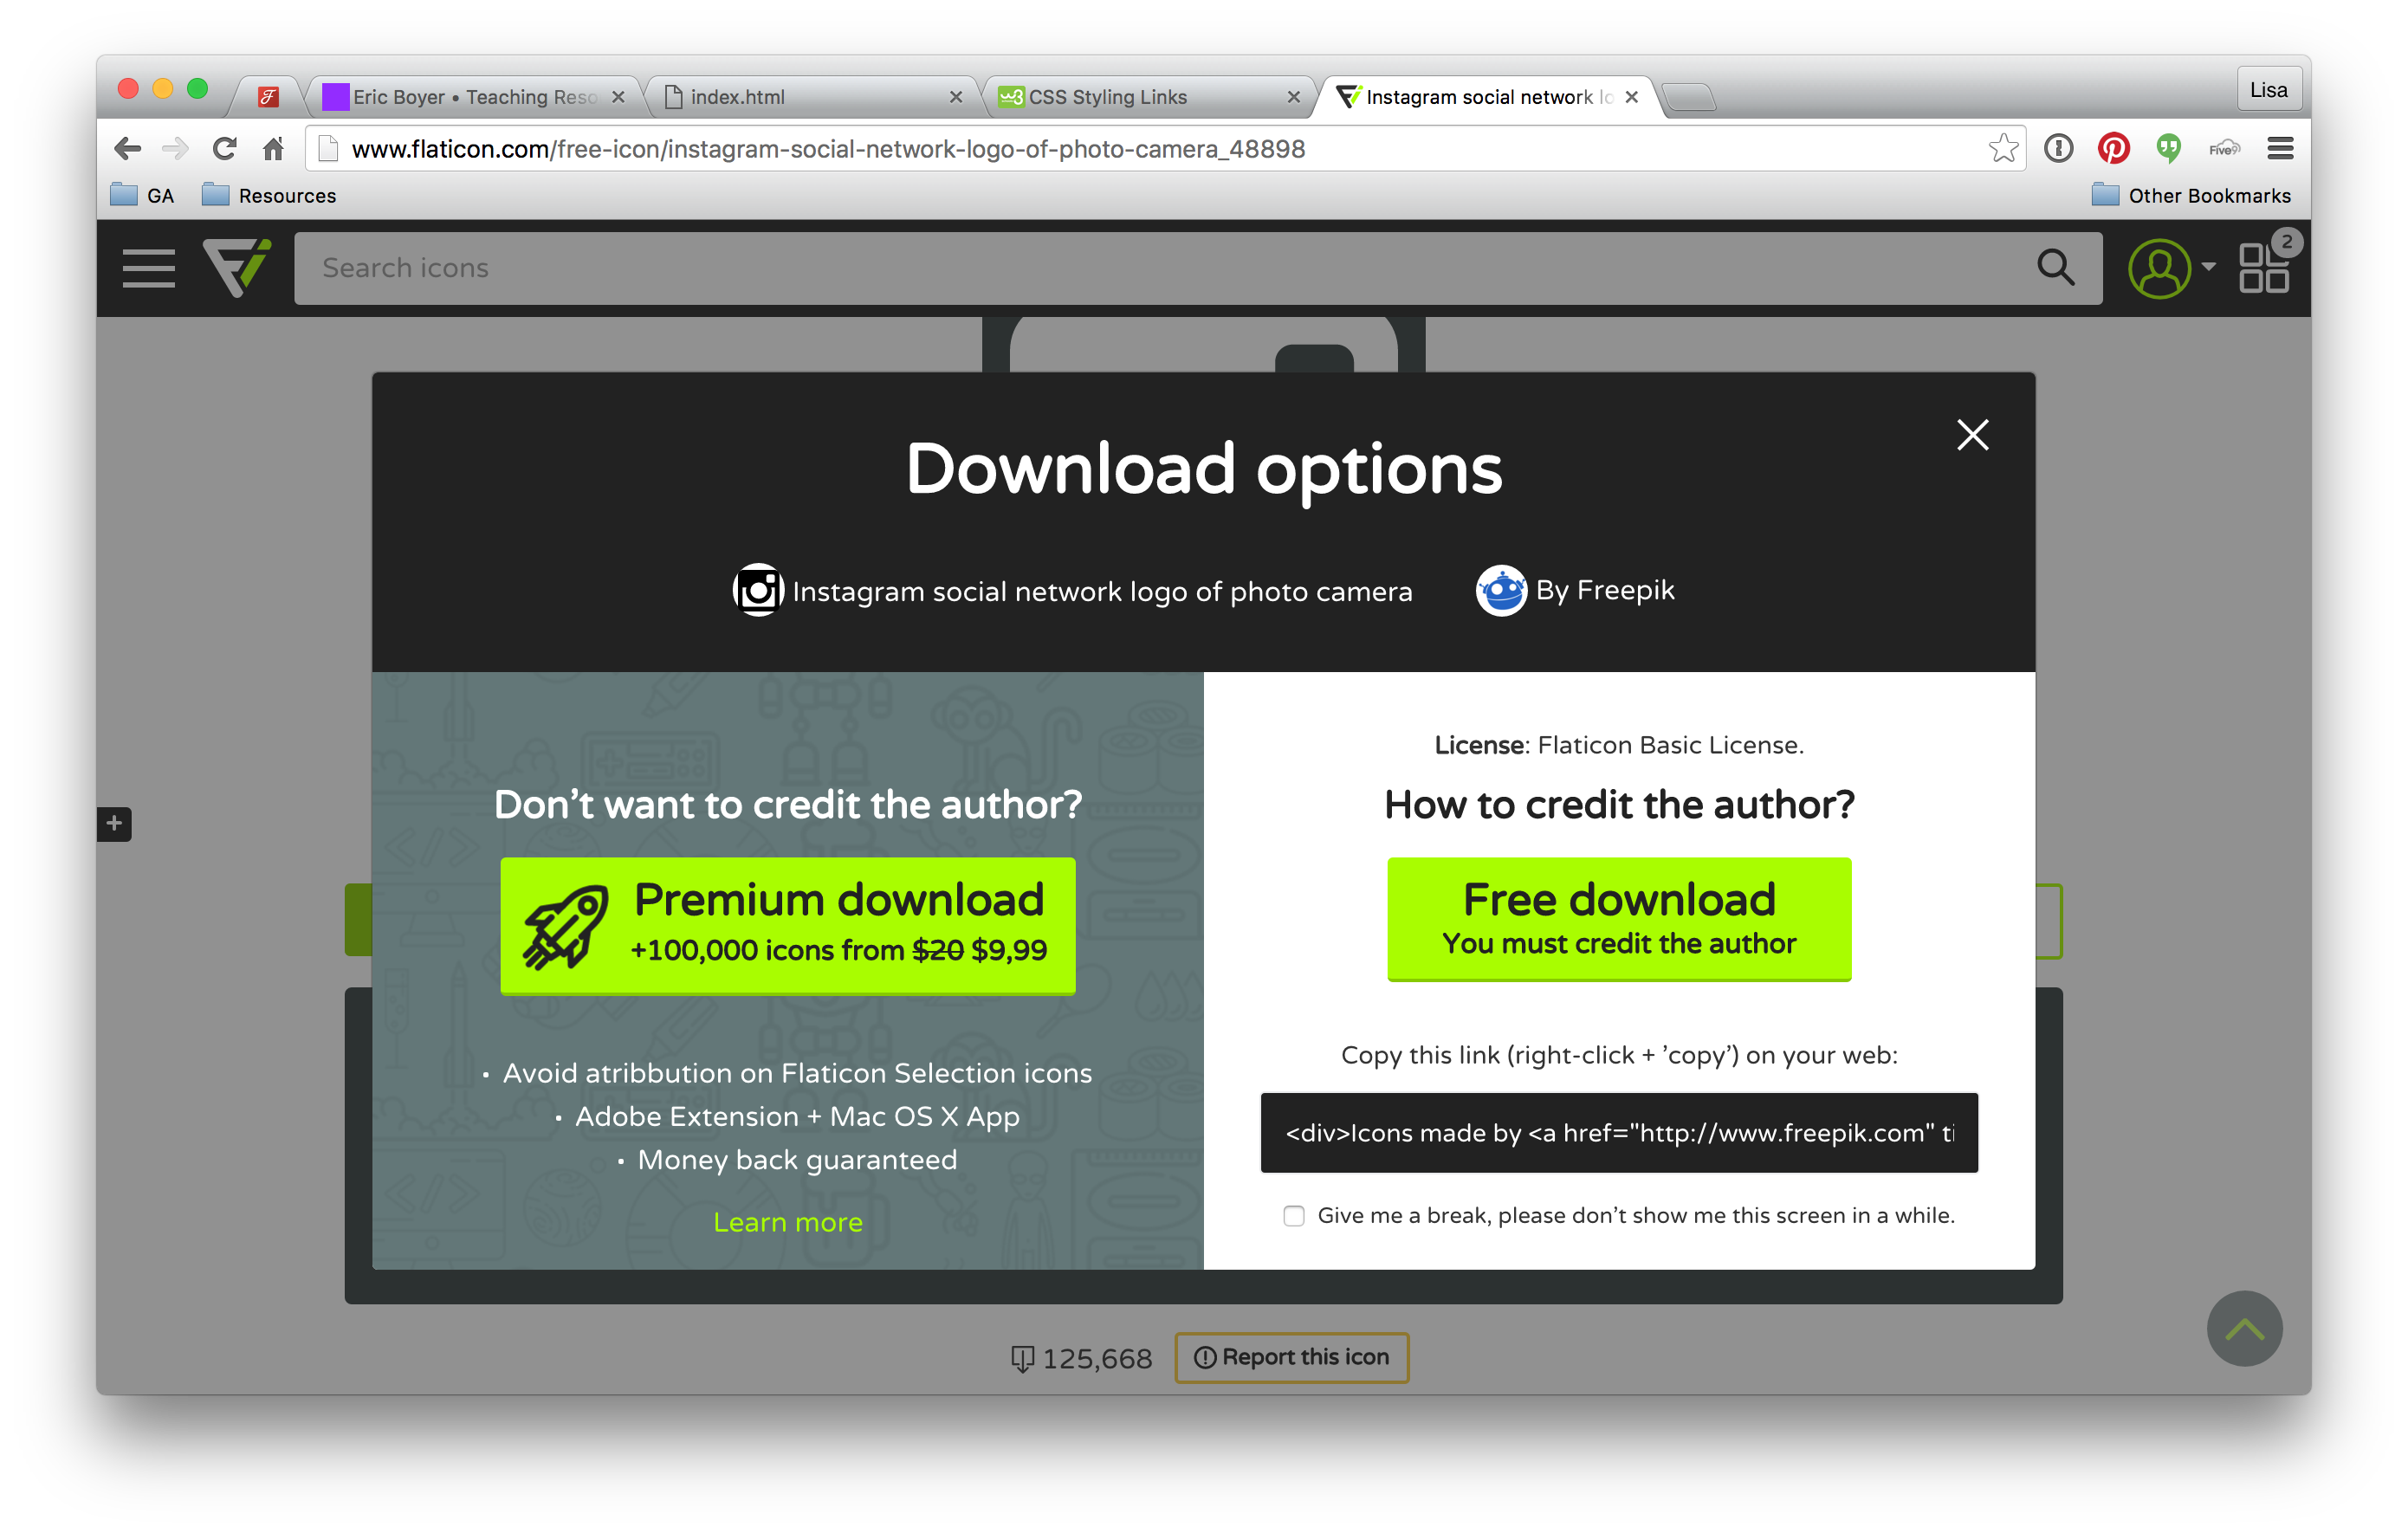 Eric Boyer • Teaching Reso
index.html
CSS Styling Links
Instagram social network lo
Lisa
www.flaticon.com/free-icon/instagram-social-network-logo-of-photo-camera_48898
Five9
GA
Resources
Other Bookmarks
Search icons
2
Download options
Instagram social network logo of photo camera
By Freepik
Don’t want to credit the author?
Premium download
+100,000 icons from $20 $9,99
• Avoid atribbution on Flaticon Selection icons
• Adobe Extension + Mac OS X App
• Money back guaranteed
Learn more
License: Flaticon Basic License.
How to credit the author?
Free download
You must credit the author
Copy this link (right-click + ’copy’) on your web:
<div>Icons made by <a href="http://www.freepik.com" ti
Give me a break, please don’t show me this screen in a while.
125,668
Report this icon